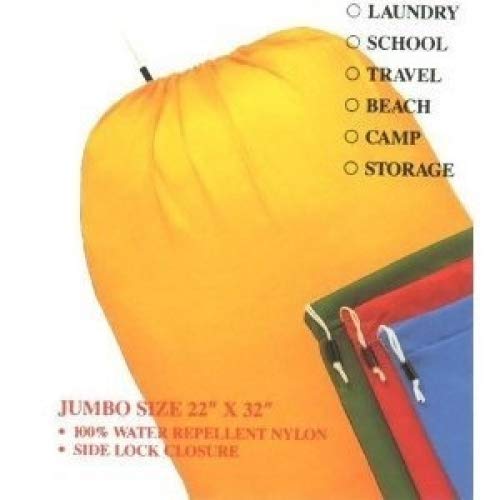 ○ LAUNDRY
○ SCHOOL
○ TRAVEL
○ BEACH
○ CAMP
○ STORAGE
JUMBO SIZE 22" X 32"
• 100% WATER REPELLENT NYLON
• SIDE LOCK CLOSURE